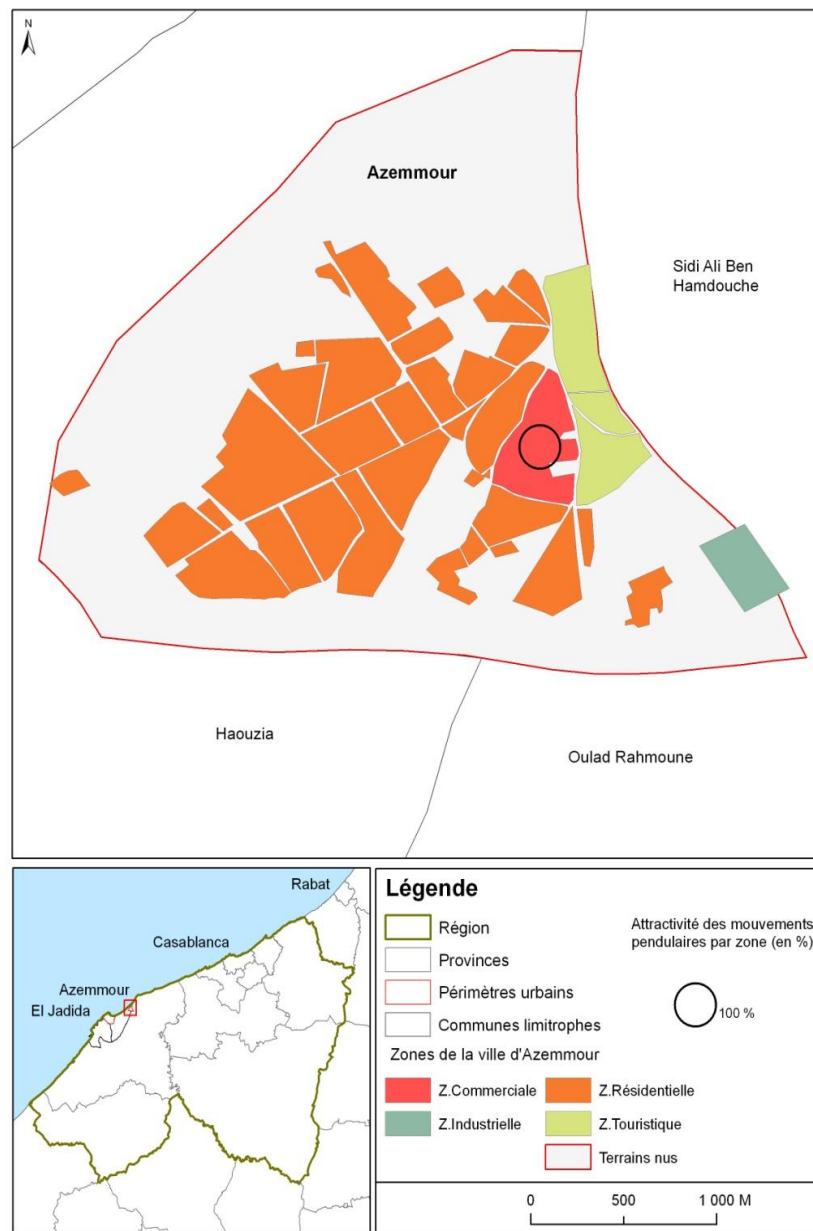 N
Azemmour
Sidi Ali Ben
Hamdouche
Haouzia
Oulad Rahmoune
Rabat
Casablanca
Azemmour
El Jadida
Légende
Région
Provinces
Périmètres urbains
Communes limitrophes
Attractivité des mouvements
pendulaires par zone (en %)
100 %
Zones de la ville d'Azemmour
Z.Commerciale
Z.Résidentielle
Z.Industrielle
Z.Touristique
Terrains nus
0 500 1 000 M